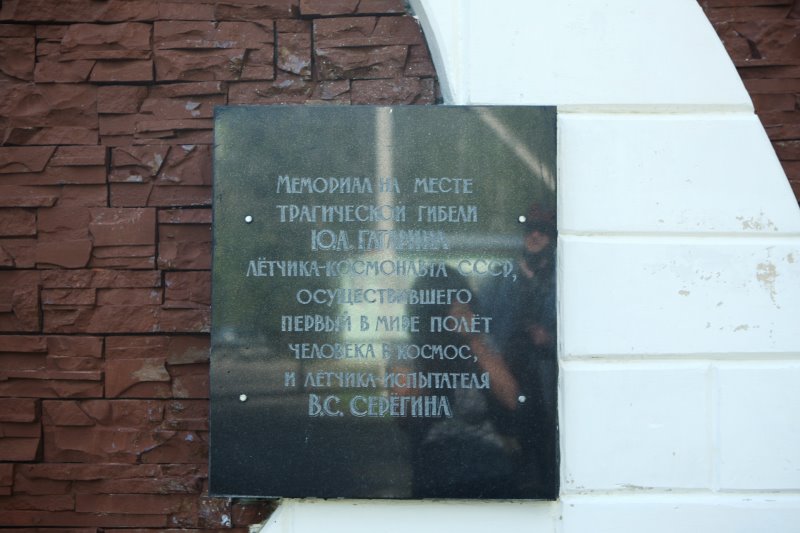 Мемориал на месте
трагической гибели
Ю.А. Гагарина
лётчика-космонавта СССР,
осуществившего
первый в мире полёт
человека в космос,
и лётчика-испытателя
В.С. Серёгина